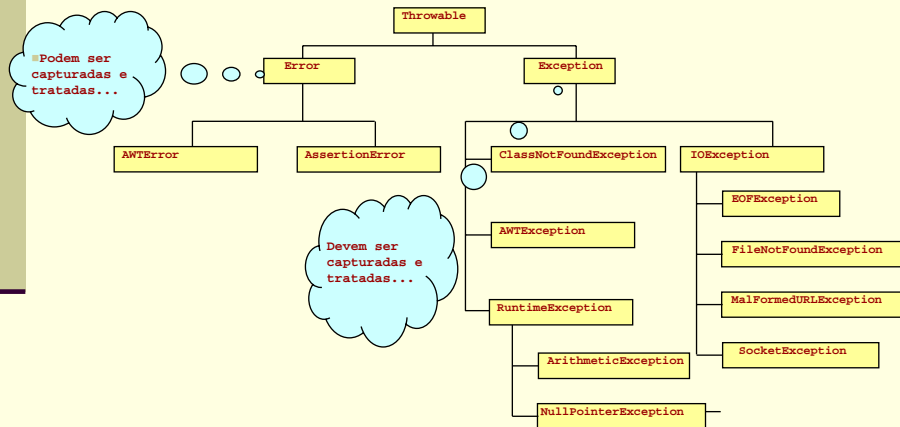 Throwable
Podem ser
capturadas e
tratadas...
Error
Exception
AWTError
AssertionError
ClassNotFoundException
IOException
EOFException
AWTException
Devem ser
capturadas e
tratadas...
FileNotFoundException
MalFormedURLException
RuntimeException
SocketException
ArithmeticException
NullPointerException